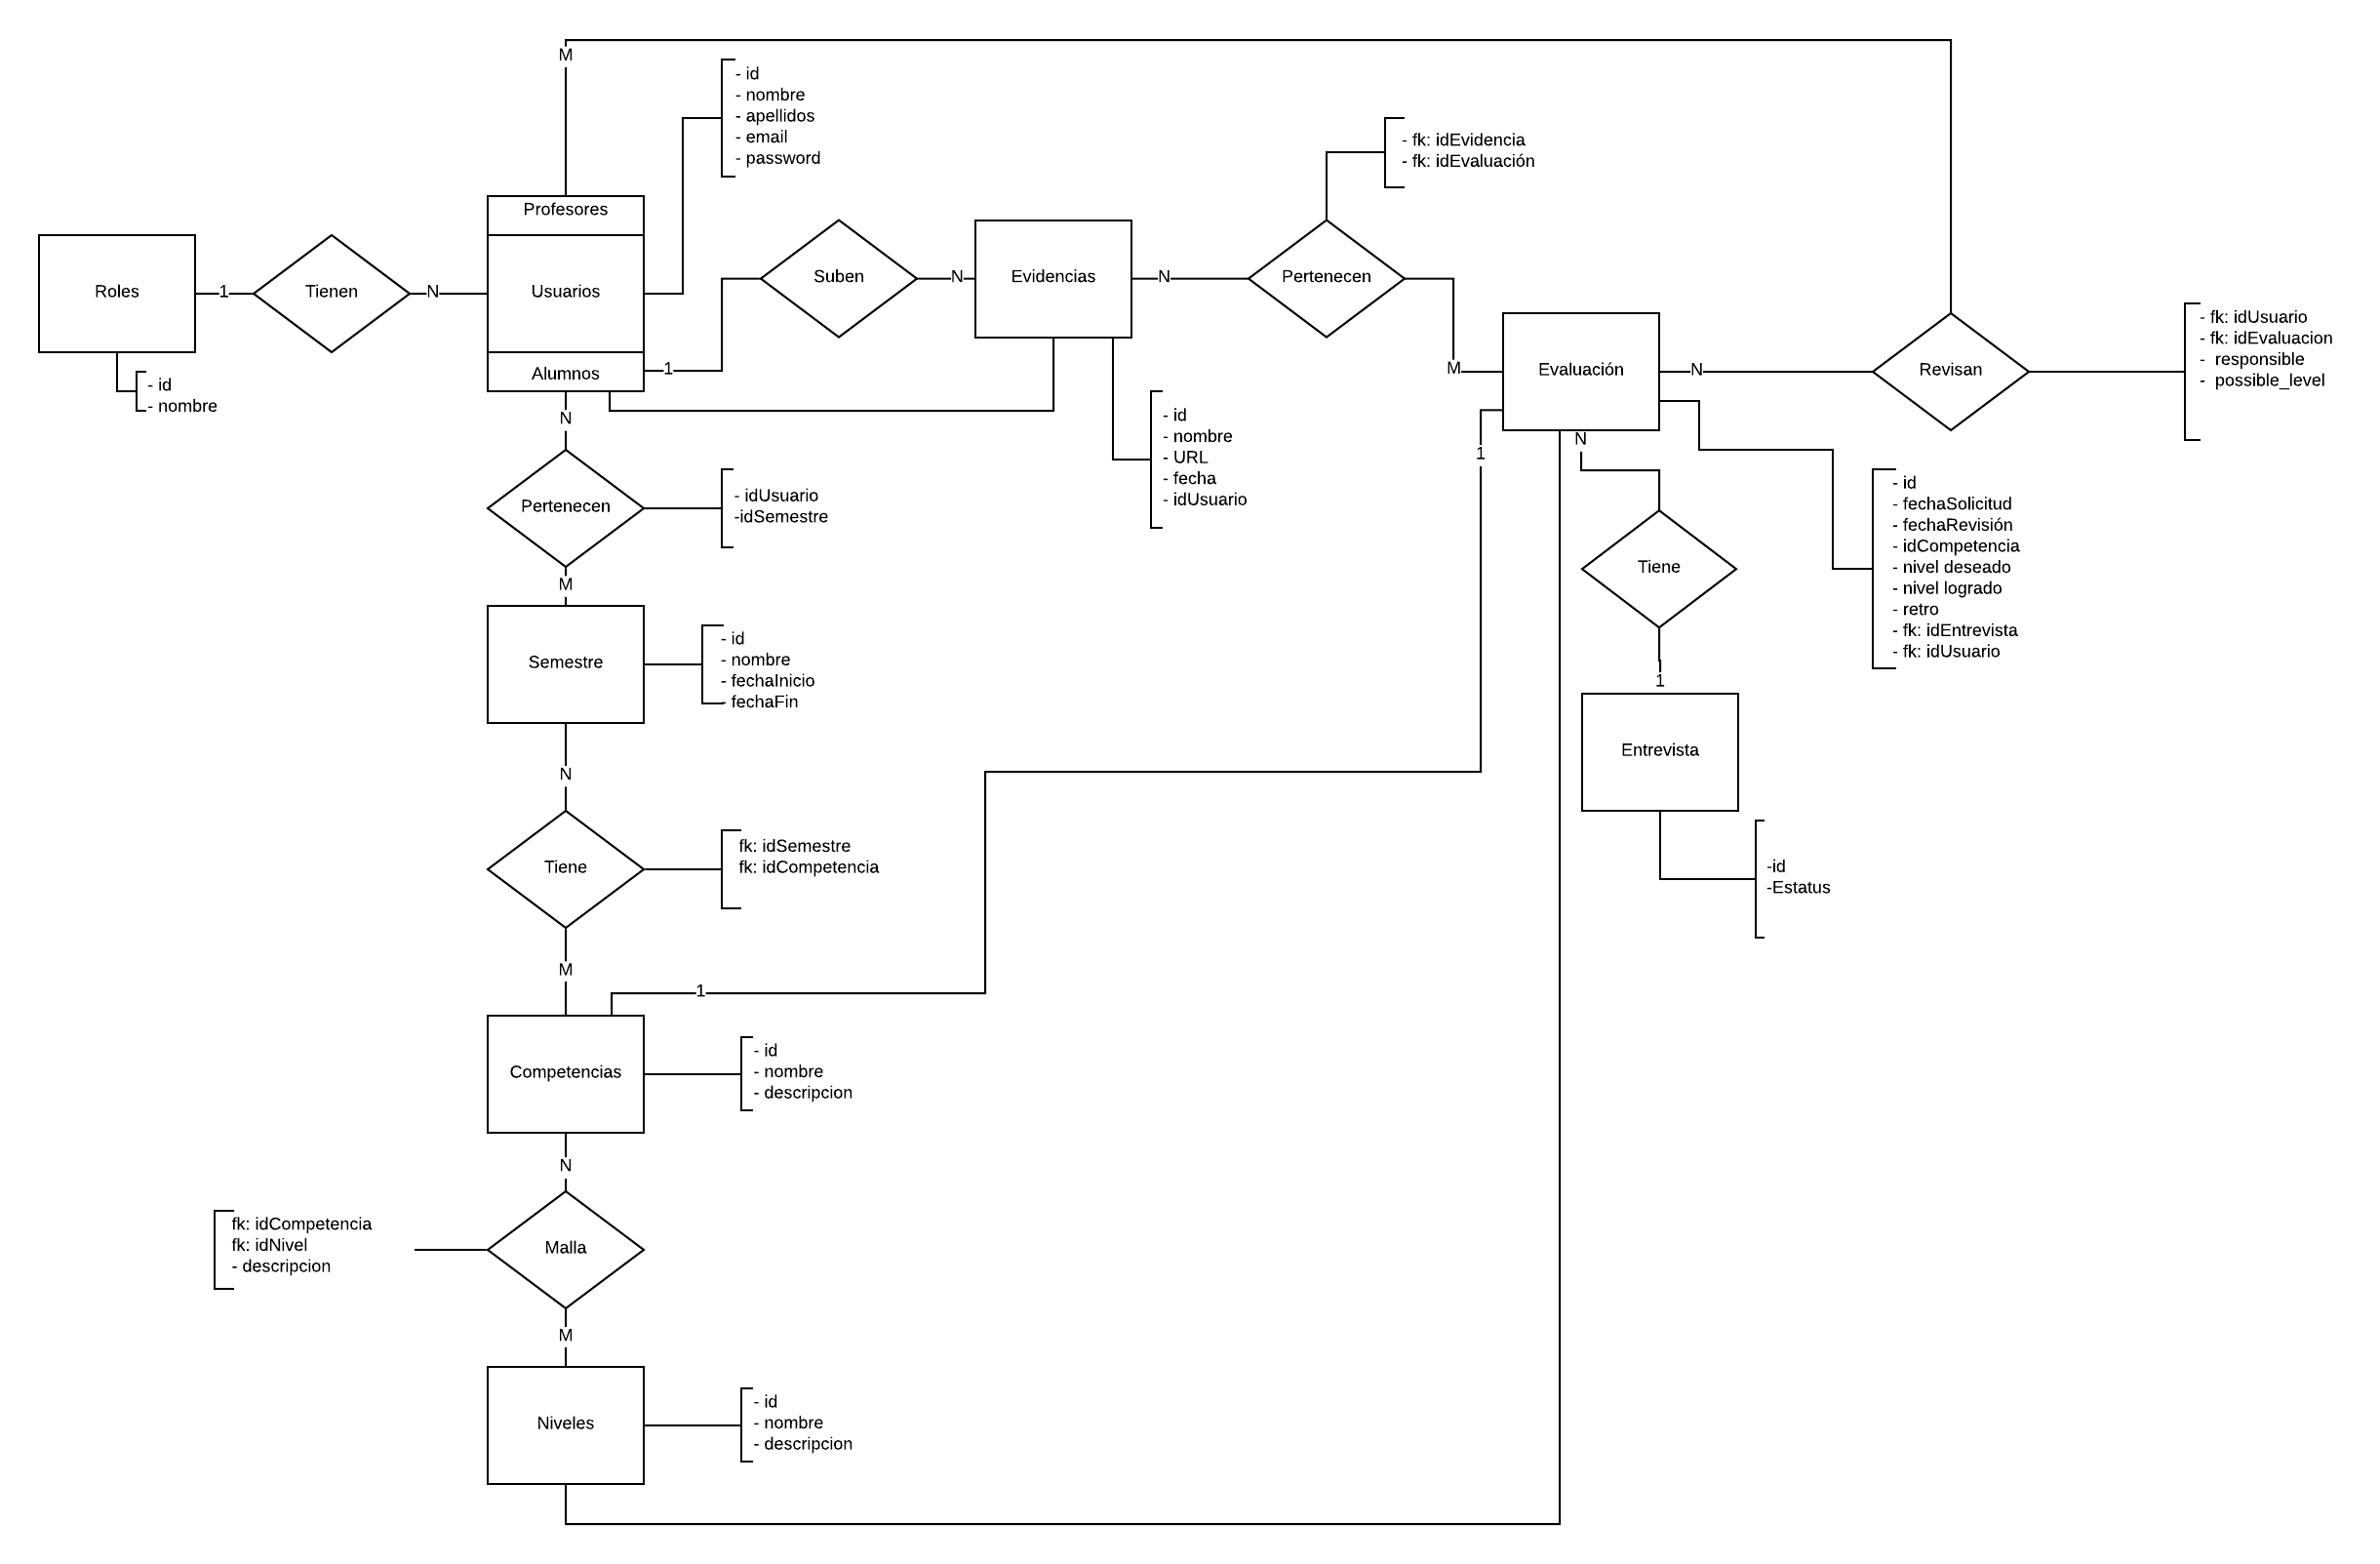 M
- id
- nombre
- apellidos
- email
- password
- fk: idEvidencia
- fk: idEvaluación
Profesores
Roles
1
Tienen
N
Usuarios
Suben
N
Evidencias
N
Pertenecen
- fk: idUsuario
- fk: idEvaluacion
- responsible
- possible_level
Alumnos
1
M
Evaluación
N
Revisan
- id
- nombre
N
- id
- nombre
- URL
- fecha
- idUsuario
1
N
Pertenecen
- idUsuario
-idSemestre
- id
- fechaSolicitud
- fechaRevisión
- idCompetencia
- nivel deseado
- nivel logrado
- retro
- fk: idEntrevista
- fk: idUsuario
Tiene
M
Semestre
- id
- nombre
- fechaInicio
- fechaFin
1
Entrevista
N
Tiene
fk: idSemestre
fk: idCompetencia
-id
-Estatus
M
1
Competencias
- id
- nombre
- descripcion
N
fk: idCompetencia
fk: idNivel
- descripcion
Malla
M
Niveles
- id
- nombre
- descripcion